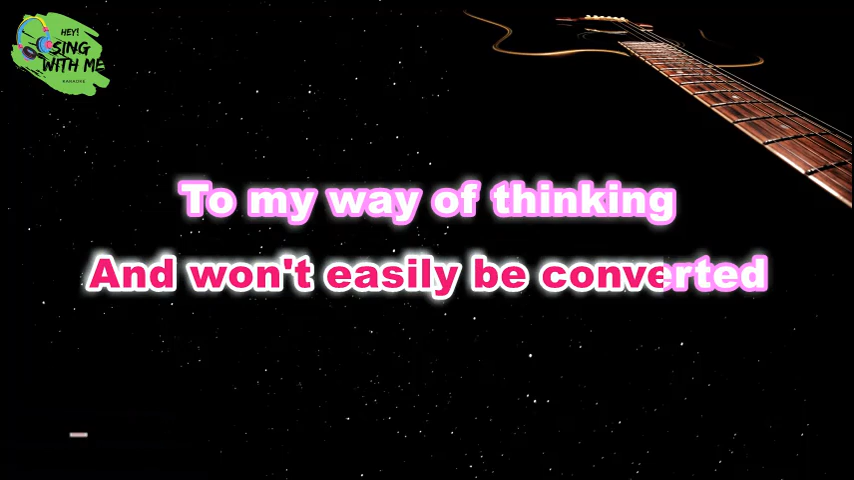 HEY!
SING
WITH ME
KARAOKE
To my way of thinking
And won't easily be converted